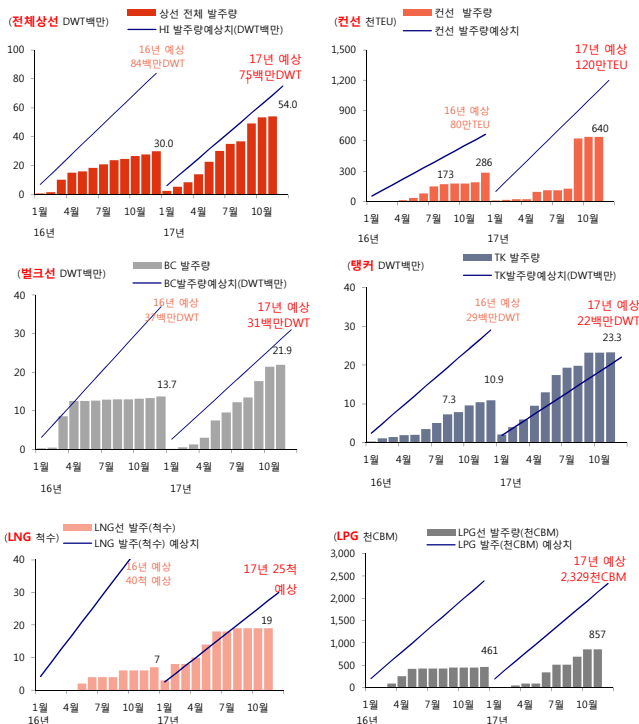 (전체상선 DWT백만)
상선 전체 발주량
HI 발주량예상치(DWT백만)
100
80
60
40
20
0
16년 예상
84백만DWT
17년 예상
75백만DWT
54.0
30.0
1월 4월 7월 10월 1월 4월 7월 10월
16년 17년
(컨선 천TEU)
컨선 발주량
컨선 발주량예상치
1,500
1,200
900
600
300
0
17년 예상
120만TEU
16년 예상
80만TEU
640
286
173
1월 4월 7월 10월 1월 4월 7월 10월
16년 17년
(벌크선 DWT백만)
BC 발주량
BC발주량예상치(DWT백만)
40
30
20
10
0
16년 예상
37백만DWT
17년 예상
31백만DWT
21.9
13.7
1월 4월 7월 10월 1월 4월 7월 10월
16년 17년
(탱커 DWT백만)
TK 발주량
TK발주량예상치(DWT백만)
40
30
20
10
0
16년 예상
29백만DWT
17년 예상
22백만DWT
23.3
10.9
7.3
1월 4월 7월 10월 1월 4월 7월 10월
16년 17년
(LNG 척수)
LNG선 발주(척수)
LNG 발주(척수) 예상치
40
30
20
10
0
16년 예상
40척 예상
17년 25척
예상
19
7
1월 4월 7월 10월 1월 4월 7월 10월
16년 17년
(LPG 천CBM)
LPG선 발주량(천CBM)
LPG 발주(천CBM) 예상치
3,000
2,500
2,000
1,500
1,000
500
0
17년 예상
2,329천CBM
857
461
1월 4월 7월 10월 1월 4월 7월 10월
16년 17년